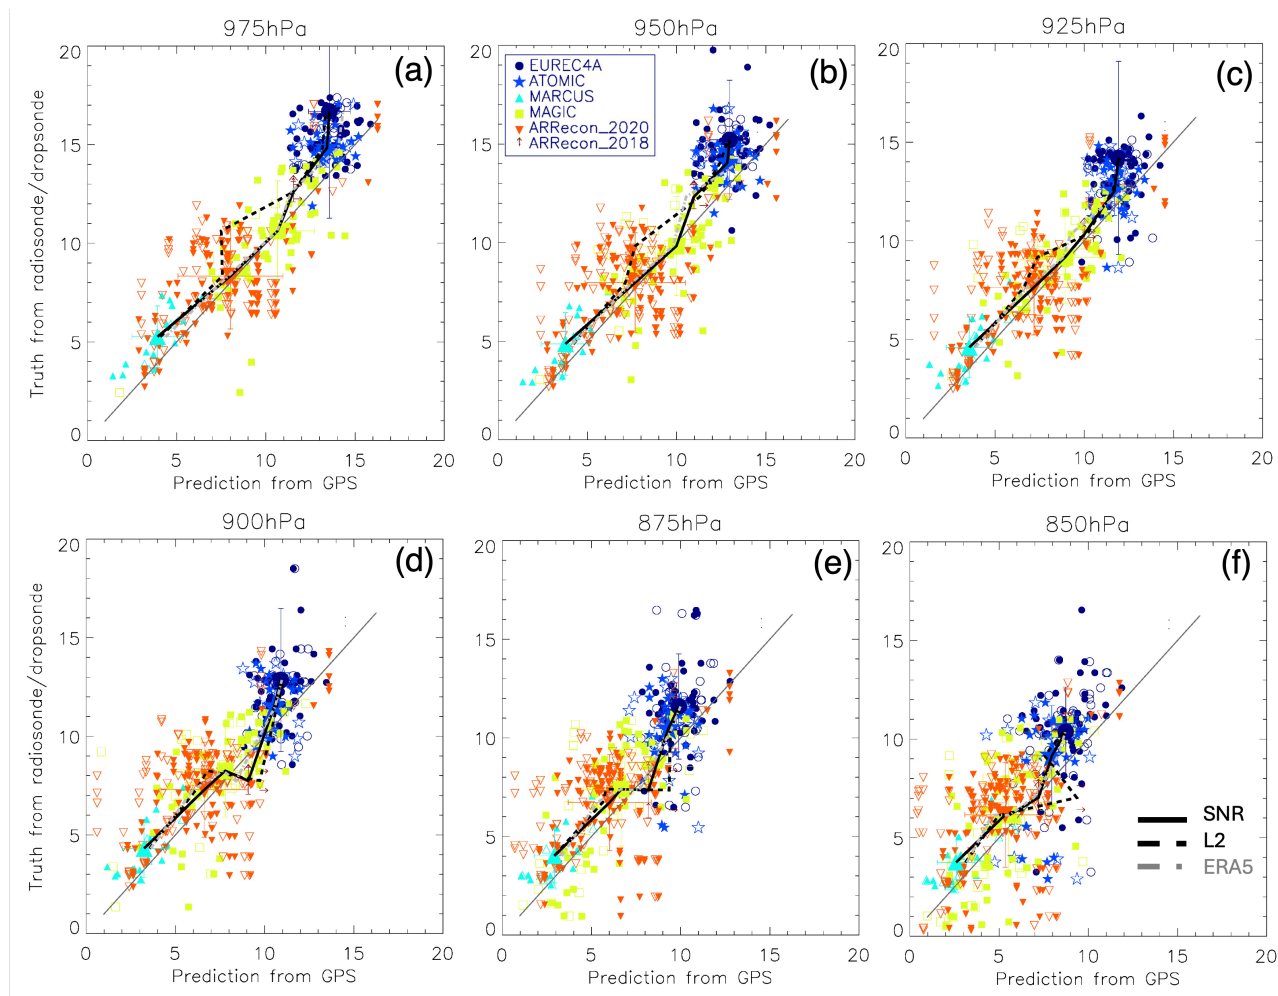 975hPa
950hPa
925hPa
(a)
(b)
(c)
EUREC4A
ATOMIC
MARCUS
MAGIC
ARRecon_2020
ARRecon_2018
Truth from radiosonde/dropsonde
20
15
10
5
0
20
15
10
5
0
20
15
10
5
0
0 5 10 15 20
0 5 10 15 20
0 5 10 15 20
Prediction from GPS
Prediction from GPS
Prediction from GPS
900hPa
875hPa
850hPa
(d)
(e)
(f)
Truth from radiosonde/dropsonde
20
15
10
5
0
20
15
10
5
0
20
15
10
5
0
SNR
L2
ERA5
0 5 10 15 20
0 5 10 15 20
0 5 10 15 20
Prediction from GPS
Prediction from GPS
Prediction from GPS